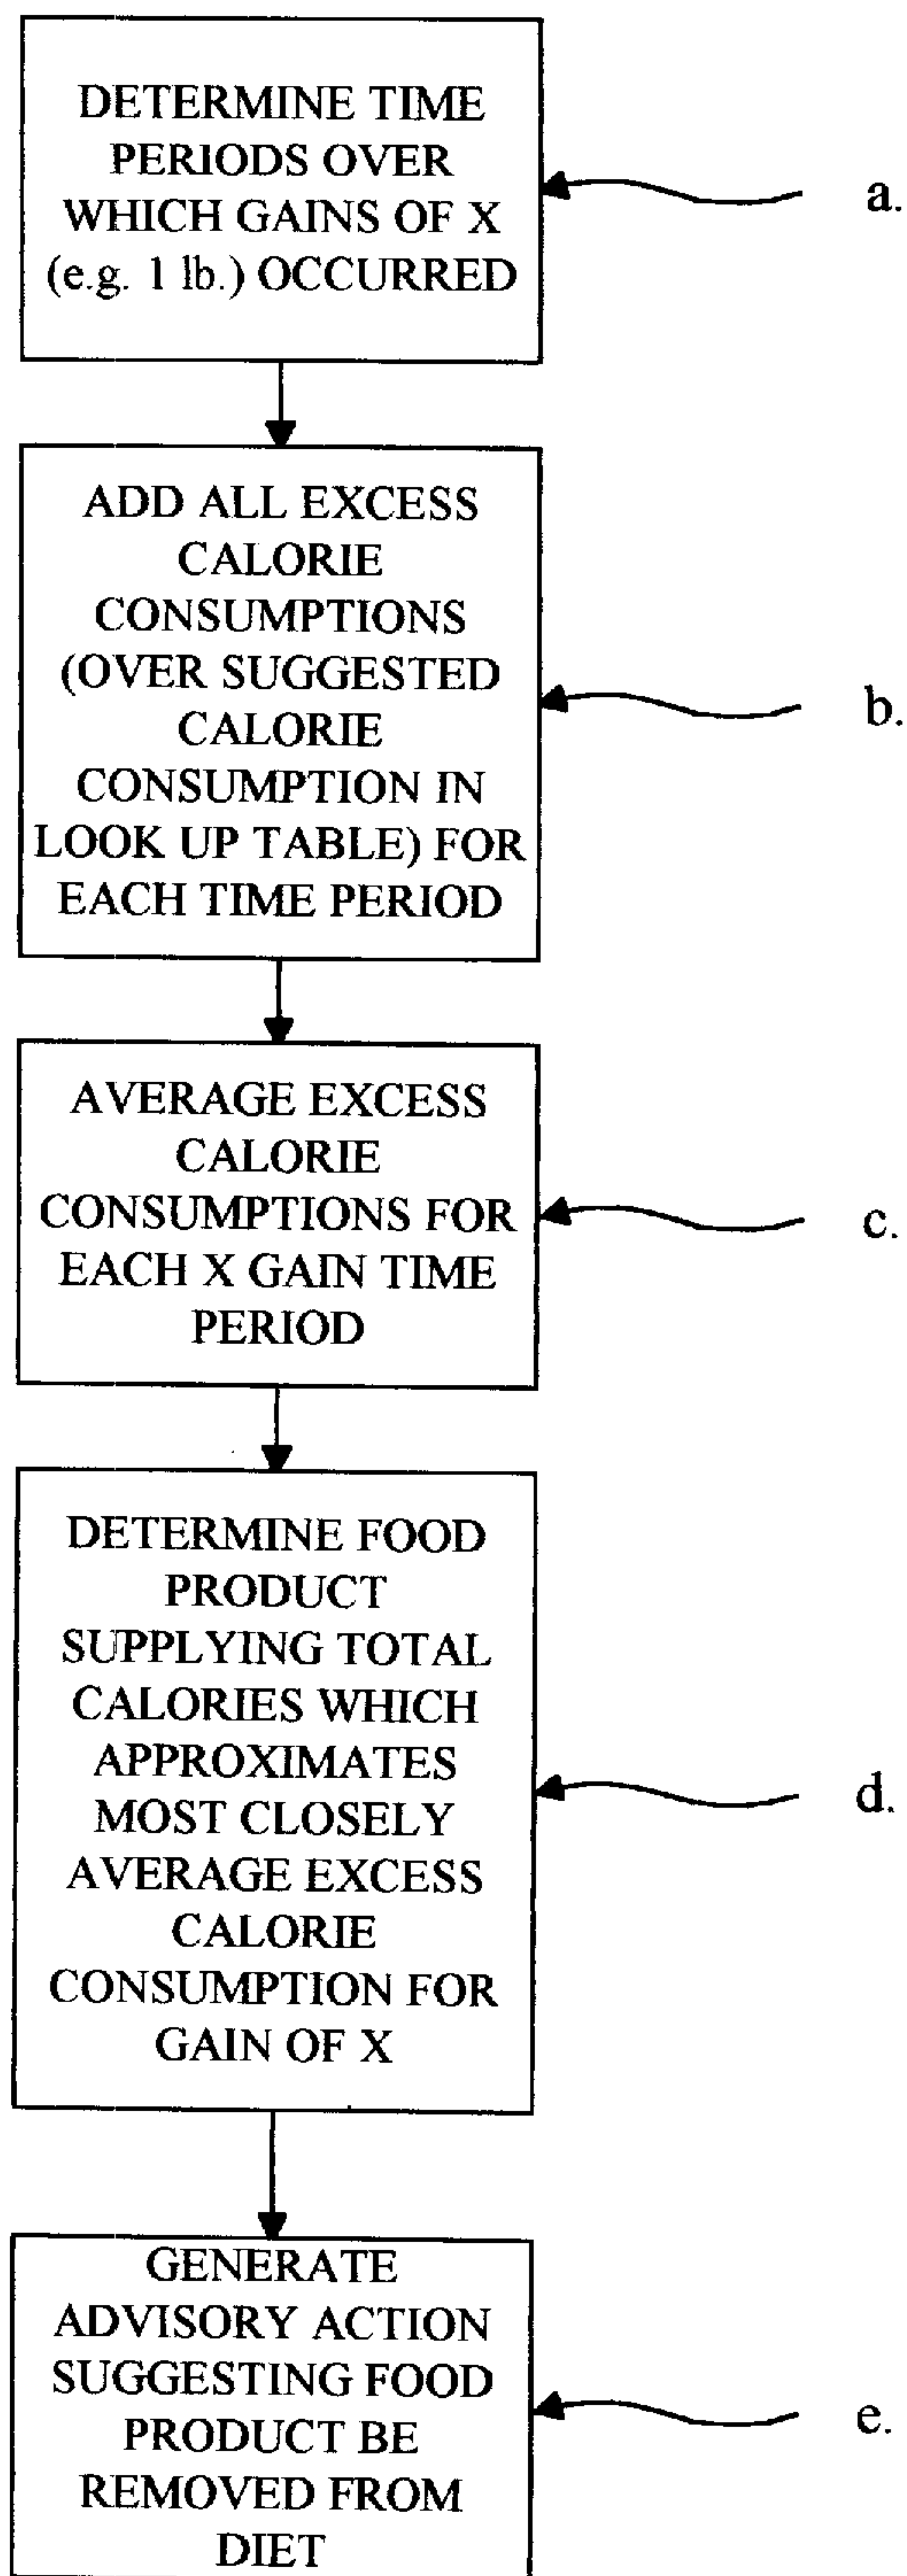 DETERMINE TIME
PERIODS OVER
WHICH GAINS OF X
(e.g. 1 lb.) OCCURRED
a.
ADD ALL EXCESS
CALORIE
CONSUMPTIONS
(OVER SUGGESTED
CALORIE
CONSUMPTION IN
LOOK UP TABLE) FOR
EACH TIME PERIOD
b.
AVERAGE EXCESS
CALORIE
CONSUMPTIONS FOR
EACH X GAIN TIME
PERIOD
c.
DETERMINE FOOD
PRODUCT
SUPPLYING TOTAL
CALORIES WHICH
APPROXIMATES
MOST CLOSELY
AVERAGE EXCESS
CALORIE
CONSUMPTION FOR
GAIN OF X
d.
GENERATE
ADVISORY ACTION
SUGGESTING FOOD
PRODUCT BE
REMOVED FROM
DIET
e.